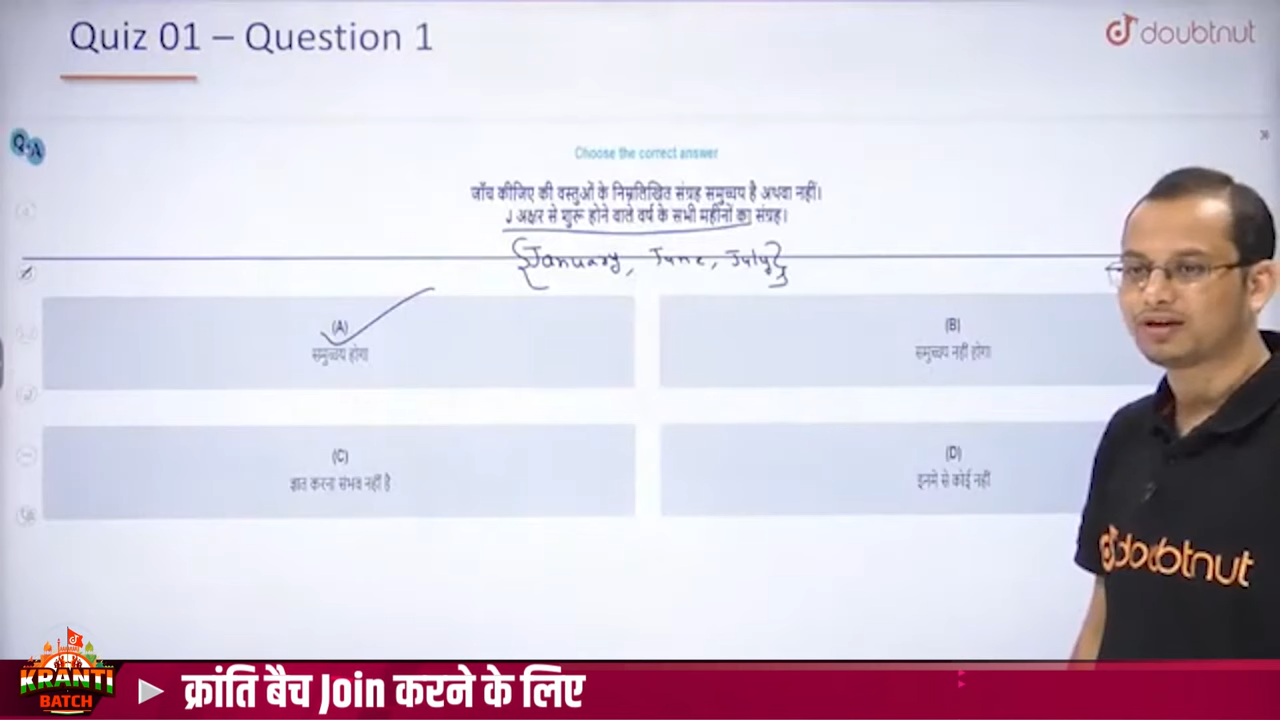 Quiz 01 – Question 1
doubtnut
Q&A
Choose the correct answer
जाँच कीजिए की वस्तुओं के निम्नलिखित संग्रह समुच्चय है अथवा नहीं।
J अक्षर से शुरू होने वाले वर्ष के सभी महीनों का संग्रह।
{January, June, July}
(A)
समुच्चय होगा
(B)
समुच्चय नहीं होगा
(C)
ज्ञात करना संभव नहीं है
(D)
इनमे से कोई नहीं
doubtnut
KRANTI
BATCH
क्रांति बैच Join करने के लिए